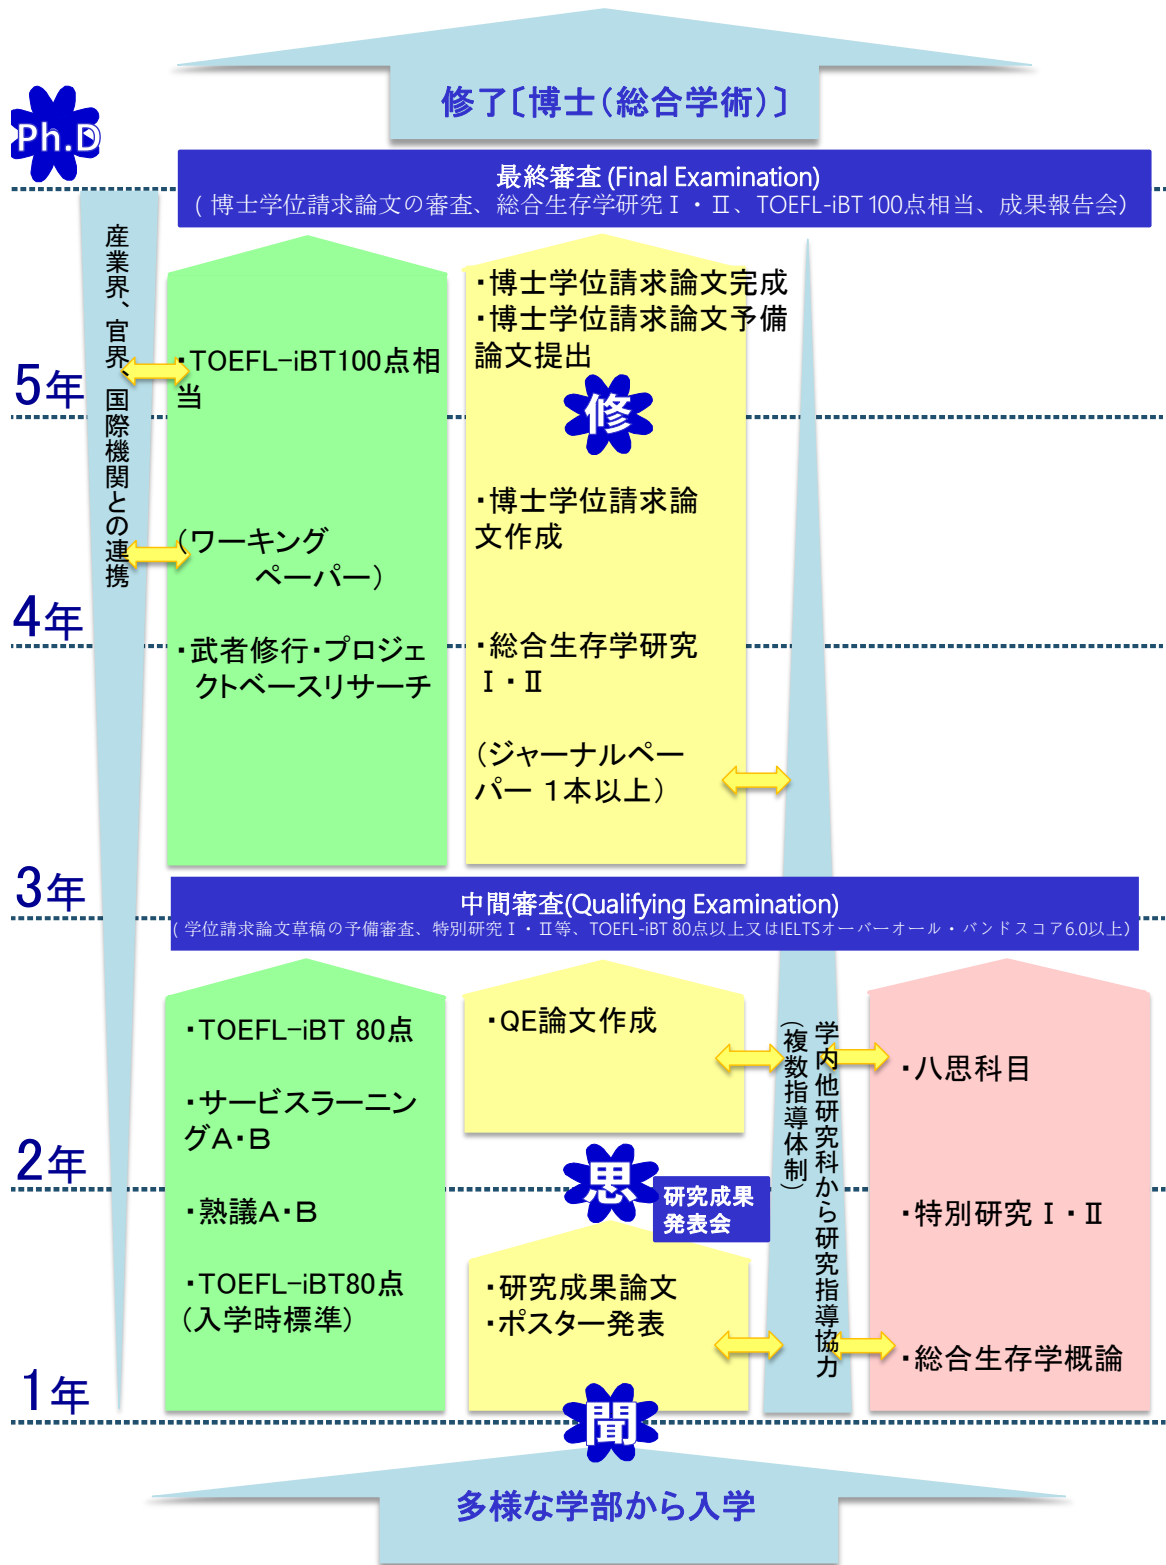 修了〔博士（総合学術）〕
Ph.D
最終審査 (Final Examination)
( 博士学位請求論文の審査、総合生存学研究Ⅰ・Ⅱ、TOEFL-iBT 100点相当、成果報告会）
産業界、官界、国際機関との連携
・TOEFL-iBT100点相
当
（ワーキング
ペーパー）
・武者修行・プロジェ
クトベースリサーチ
・博士学位請求論文完成
・博士学位請求論文予備
論文提出
修
・博士学位請求論
文作成
・総合生存学研究
Ⅰ・Ⅱ
（ジャーナルペー
パー １本以上）
5年
4年
3年
中間審査(Qualifying Examination)
( 学位請求論文草稿の予備審査、特別研究Ⅰ・Ⅱ等、TOEFL-iBT 80点以上又はIELTSオーバーオール・バンドスコア6.0以上）
・TOEFL-iBT 80点
・サービスラーニン
グA・B
・熟議A・B
・TOEFL-iBT80点
（入学時標準）
・QE論文作成
思
研究成果
発表会
・研究成果論文
・ポスター発表
聞
学内他研究科から研究指導協力
（複数指導体制）
・八思科目
・特別研究Ⅰ・Ⅱ
・総合生存学概論
2年
1年
多様な学部から入学